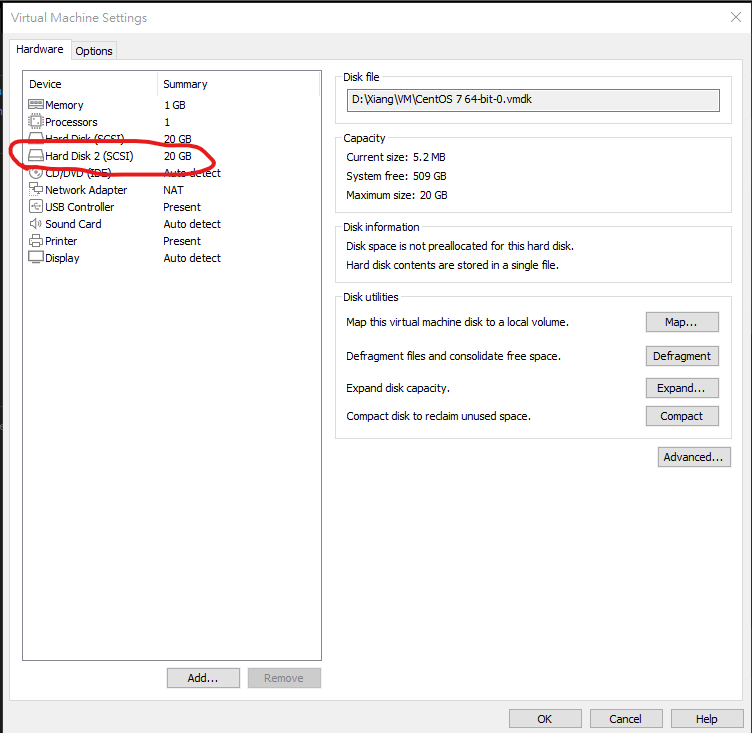 Virtual Machine Settings
Hardware Options
Device Summary
Memory 1 GB
Processors 1
Hard Disk (SCSI) 20 GB
Hard Disk 2 (SCSI) 20 GB
CD/DVD (IDE) Auto detect
Network Adapter NAT
USB Controller Present
Sound Card Auto detect
Printer Present
Display Auto detect
Add... Remove
Disk file
D:\Xiang\VM\CentOS 7 64-bit-0.vmdk
Capacity
Current size: 5.2 MB
System free: 509 GB
Maximum size: 20 GB
Disk information
Disk space is not preallocated for this hard disk.
Hard disk contents are stored in a single file.
Disk utilities
Map this virtual machine disk to a local volume. Map...
Defragment files and consolidate free space. Defragment
Expand disk capacity. Expand...
Compact disk to reclaim unused space. Compact
Advanced...
OK Cancel Help